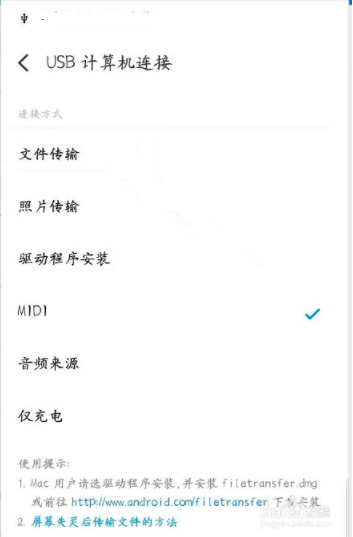 USB 计算机连接
连接方式
文件传输
照片传输
驱动程序安装
MIDI
音频来源
仅充电
使用提示:
1. Mac 用户请选驱动程序安装,并安装 filetransfer.dmg
或前往 http://www.android.com/filetransfer 下载安装
2. 屏幕失灵后传输文件的方法